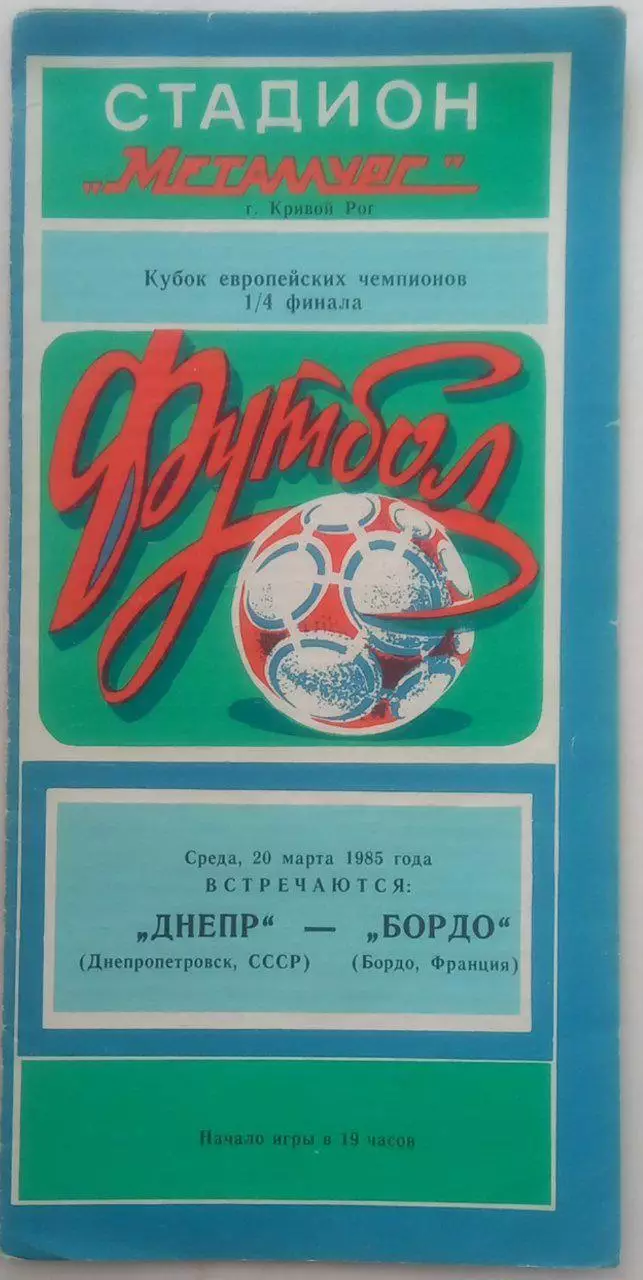 СТАДИОН
„Металлург"
г. Кривой Рог
Кубок европейских чемпионов
1/4 финала
Футбол
Среда, 20 марта 1985 года
ВСТРЕЧАЮТСЯ:
„ДНЕПР“ — „БОРДО“
(Днепропетровск, СССР) (Бордо, Франция)
Начало игры в 19 часов